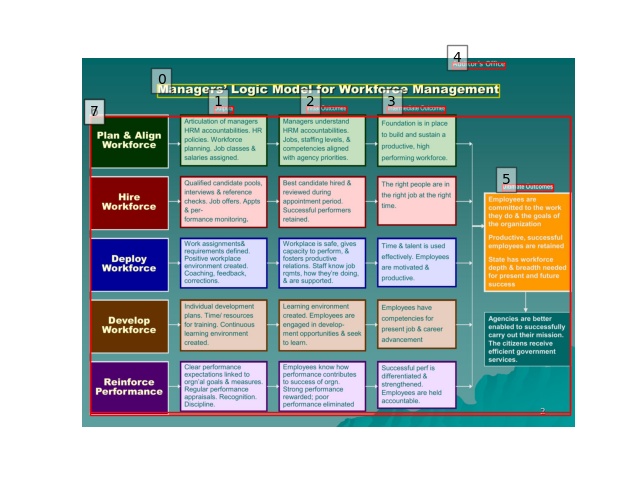 4
Auditor's Office
0
Managers' Logic Model for Workforce Management
1
2
3
Outputs
Initial Outcomes
Intermediate Outcomes
7
Plan & Align
Workforce
Articulation of managers
HRM accountabilities. HR
policies. Workforce
planning. Job classes &
salaries assigned.
Managers understand
HRM accountabilities.
Jobs, staffing levels, &
competencies aligned
with agency priorities.
Foundation is in place
to build and sustain a
productive, high
performing workforce.
Hire
Workforce
Qualified candidate pools,
interviews & reference
checks. Job offers. Appts
& per-
formance monitoring.
Best candidate hired &
reviewed during
appointment period.
Successful performers
retained.
The right people are in
the right job at the right
time.
Deploy
Workforce
Work assignments&
requirements defined.
Positive workplace
environment created.
Coaching, feedback,
corrections.
Workplace is safe, gives
capacity to perform, &
fosters productive
relations. Staff know job
rqmts, how they're doing,
& are supported.
Time & talent is used
effectively. Employees
are motivated &
productive.
Develop
Workforce
Individual development
plans. Time/ resources
for training. Continuous
learning environment
created.
Learning environment
created. Employees are
engaged in develop-
ment opportunities & seek
to learn.
Employees have
competencies for
present job & career
advancement
Reinforce
Performance
Clear performance
expectations linked to
orgn'al goals & measures.
Regular performance
appraisals. Recognition.
Discipline.
Employees know how
performance contributes
to success of orgn.
Strong performance
rewarded; poor
performance eliminated
Successful perf is
differentiated &
strengthened.
Employees are held
accountable.
5
Ultimate Outcomes
Employees are
committed to the work
they do & the goals of
the organization
Productive, successful
employees are retained
State has workforce
depth & breadth needed
for present and future
success
Agencies are better
enabled to successfully
carry out their mission.
The citizens receive
efficient government
services.
2